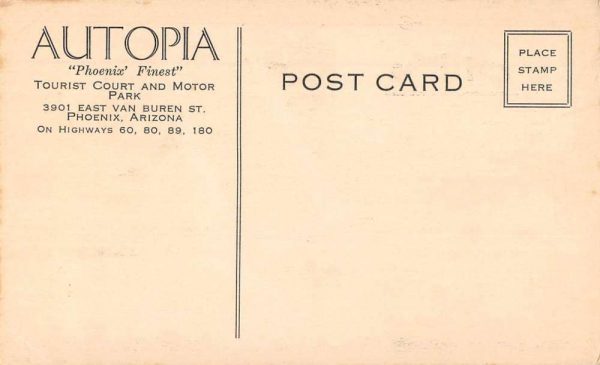 AUTOPIA
"Phoenix' Finest"
TOURIST COURT AND MOTOR
PARK
3901 EAST VAN BUREN ST.
PHOENIX, ARIZONA
ON HIGHWAYS 60, 80, 89, 180
POST CARD
PLACE
STAMP
HERE